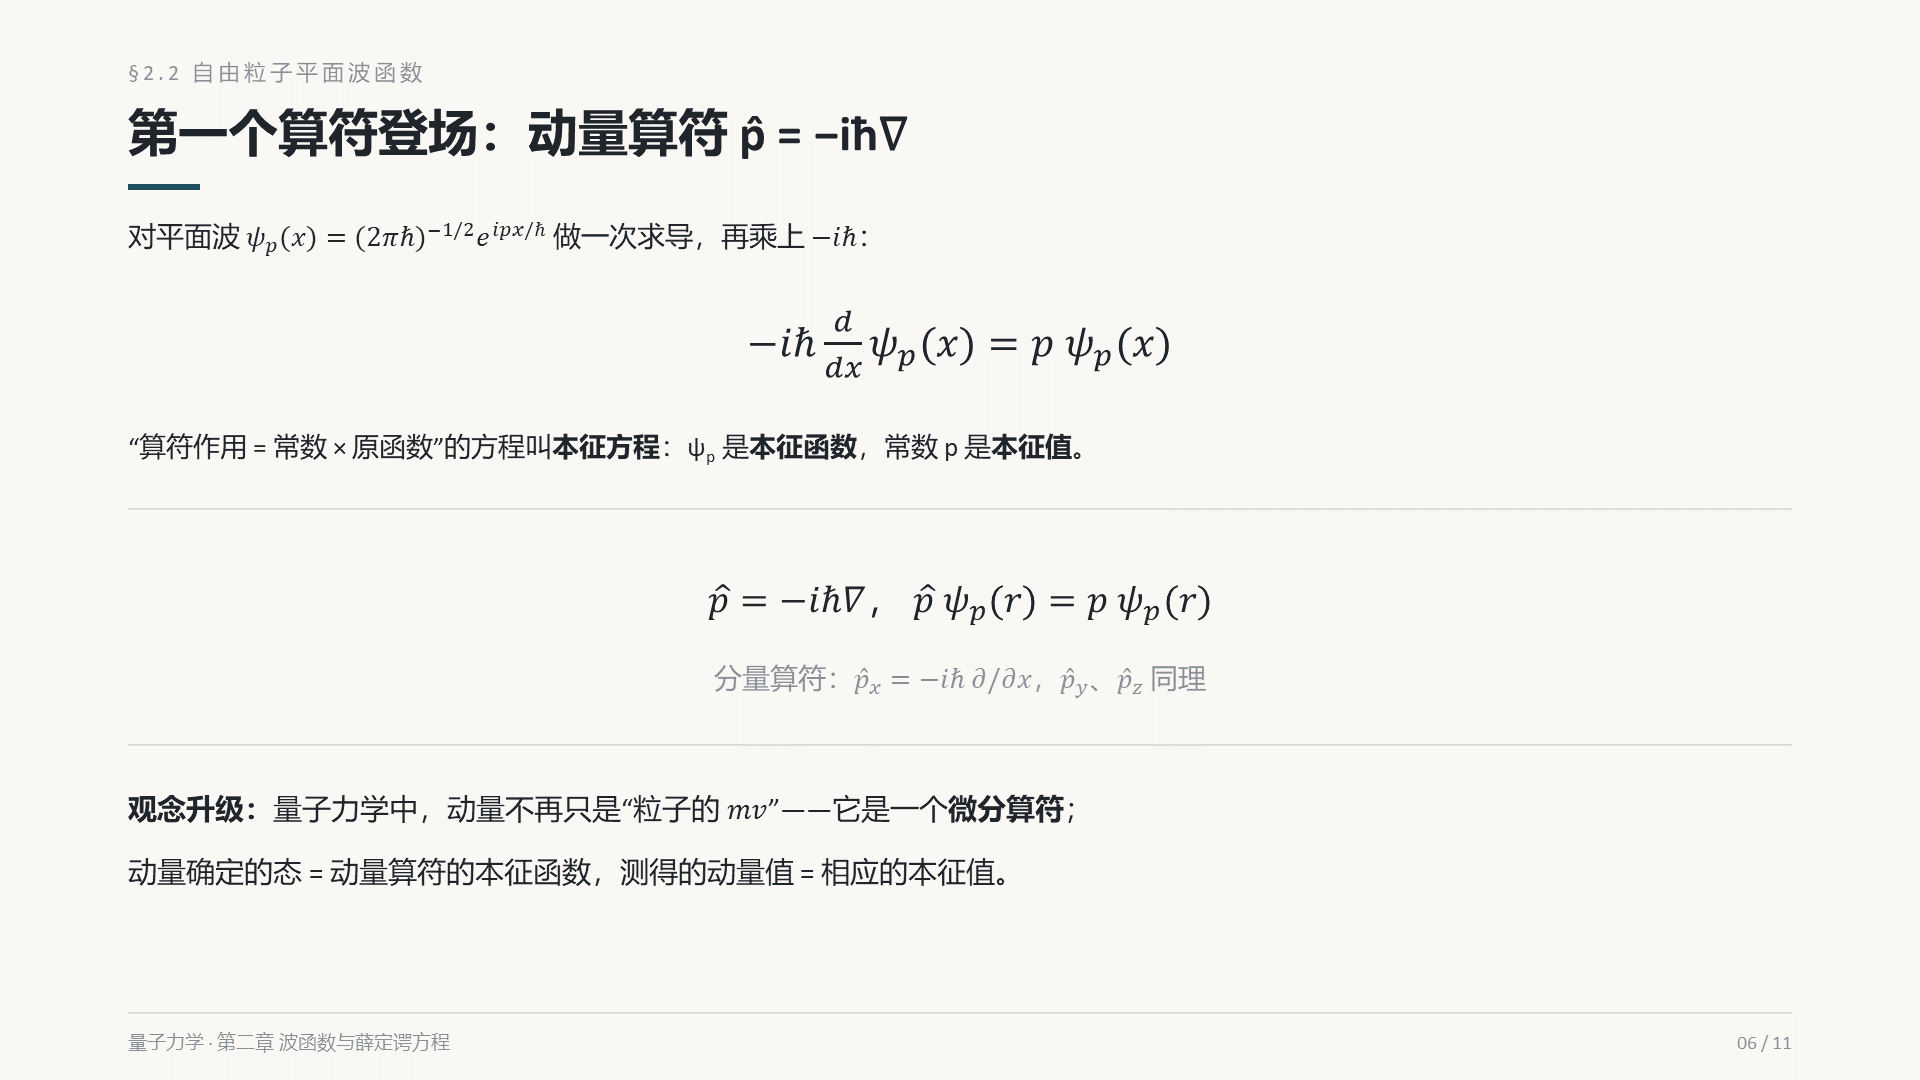 §2.2 自由粒子平面波函数
第一个算符登场：动量算符 p̂ = −iħ∇
对平面波 ψₚ(x) = (2πħ)^{−1/2}e^{ipx/ħ} 做一次求导，再乘上 −iħ：
−iħ d/dx ψₚ(x) = p ψₚ(x)
“算符作用 = 常数 × 原函数”的方程叫本征方程：ψₚ 是本征函数，常数 p 是本征值。
p̂ = −iħ∇， p̂ ψₚ(r) = p ψₚ(r)
分量算符：p̂ₓ = −iħ ∂/∂x，p̂_y、p̂_z 同理
观念升级：量子力学中，动量不再只是“粒子的 mv”——它是一个微分算符；
动量确定的态 = 动量算符的本征函数，测得的动量值 = 相应的本征值。
量子力学 · 第二章 波函数与薛定谔方程
06 / 11